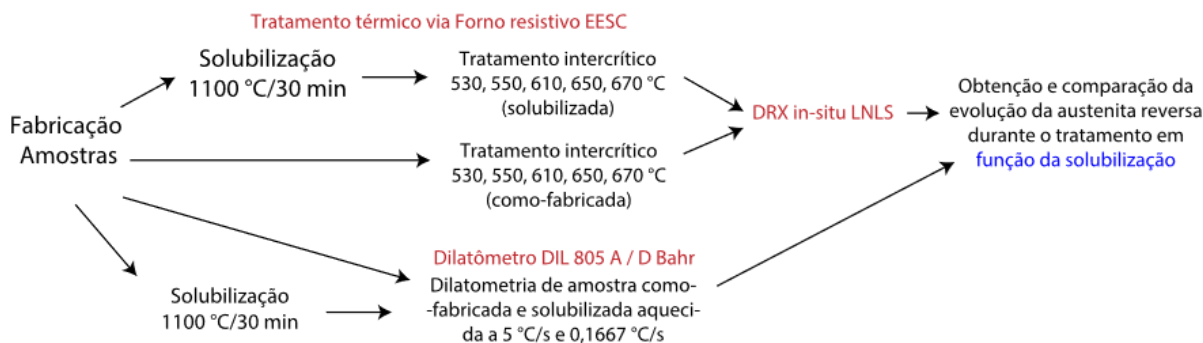 Tratamento térmico via Forno resistivo EESC
Solubilização
1100 °C/30 min
Tratamento intercrítico
530, 550, 610, 650, 670 °C
(solubilizada)
Fabricação
Amostras
Tratamento intercrítico
530, 550, 610, 650, 670 °C
(como-fabricada)
DRX in-situ LNLS
Obtenção e comparação da
evolução da austenita reversa
durante o tratamento em
função da solubilização
Solubilização
1100 °C/30 min
Dilatômetro DIL 805 A / D Bahr
Dilatometria de amostra como-
-fabricada e solubilizada aqueci-
da a 5 °C/s e 0,1667 °C/s